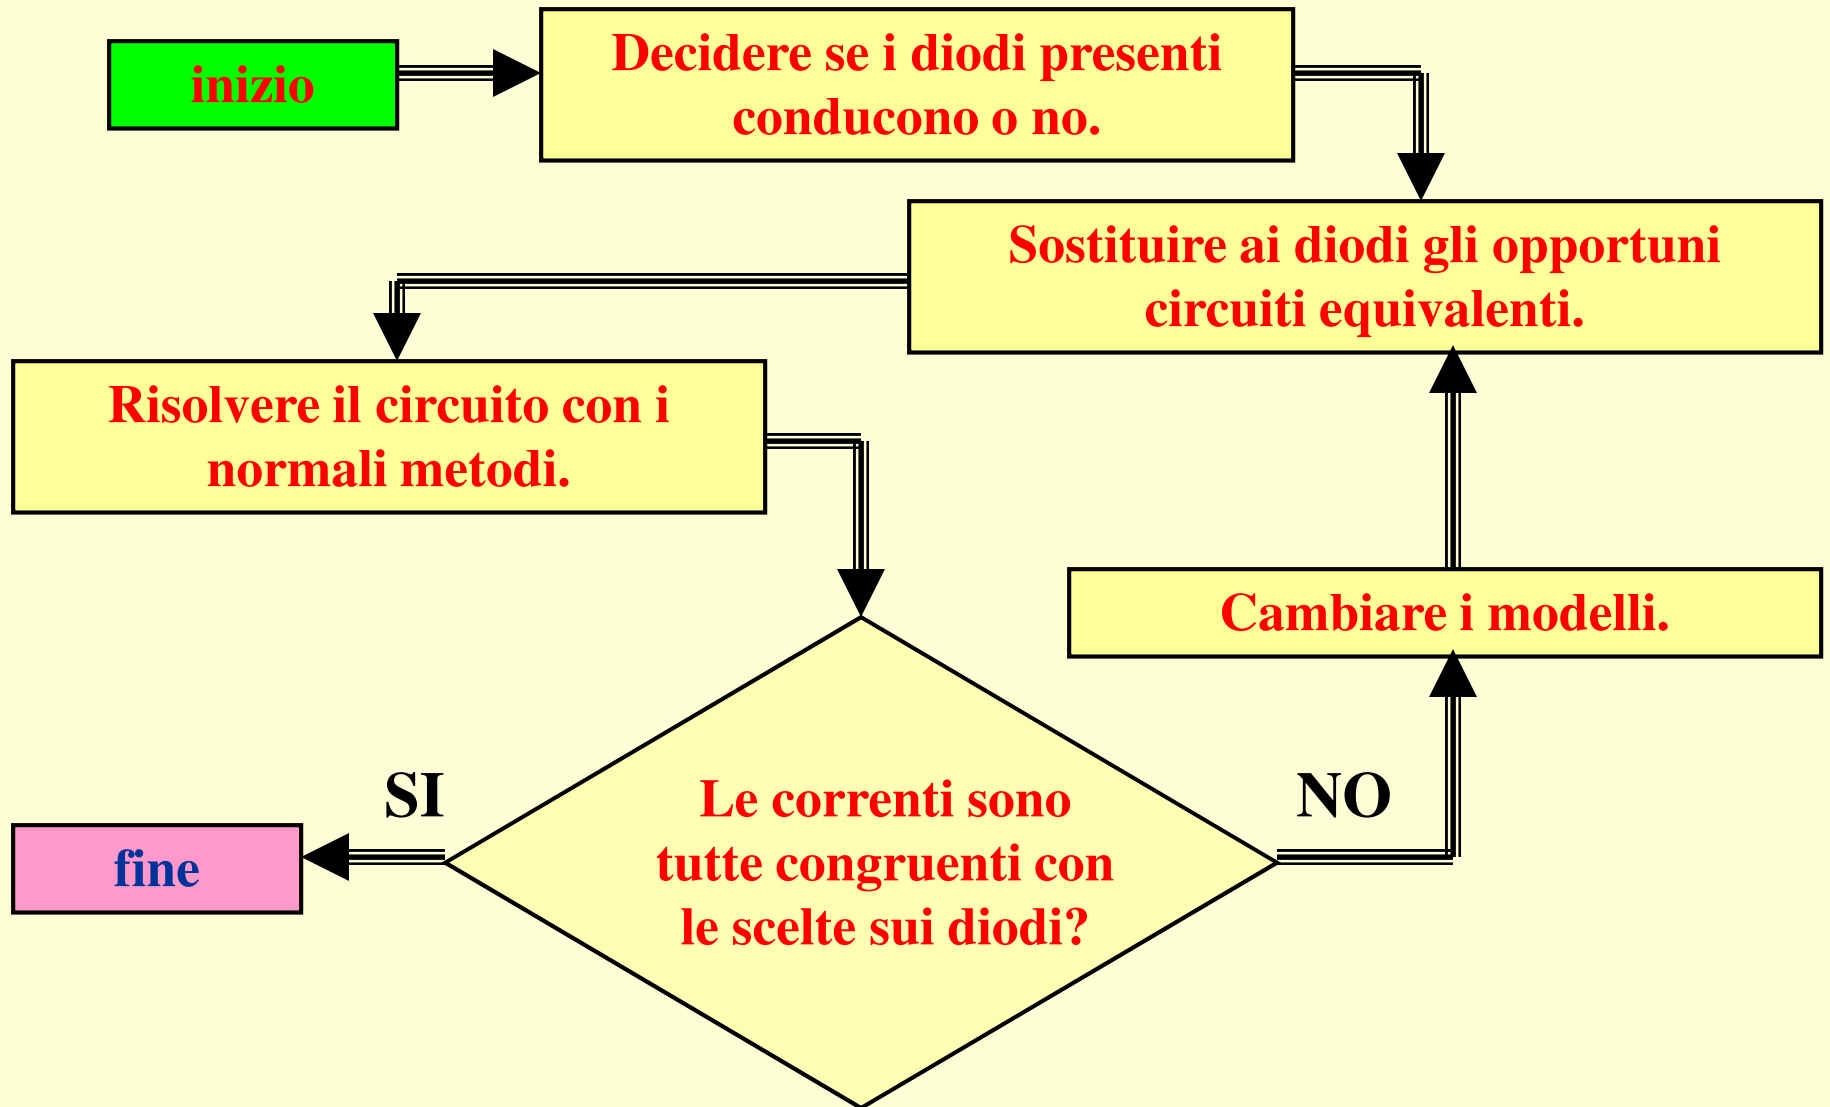 inizio
Decidere se i diodi presenti
conducono o no.
Sostituire ai diodi gli opportuni
circuiti equivalenti.
Risolvere il circuito con i
normali metodi.
Cambiare i modelli.
SI
NO
Le correnti sono
tutte congruenti con
le scelte sui diodi?
fine